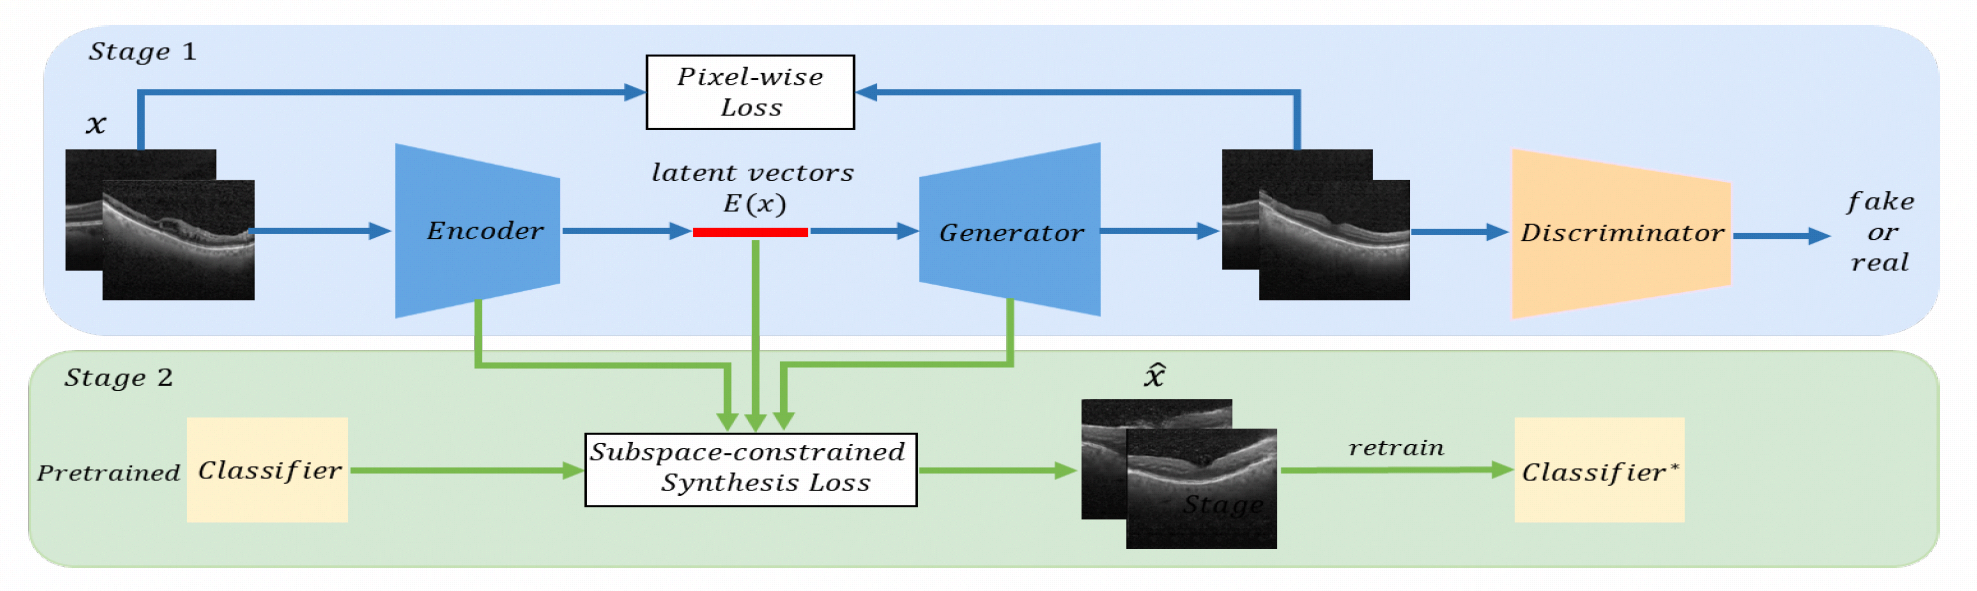 Stage 1
Pixel-wise
Loss
x
latent vectors
E(x)
Encoder
Generator
Discriminator
fake
or
real
Stage 2
x̂
Pretrained
Classifier
Subspace-constrained
Synthesis Loss
Stage
retrain
Classifier*